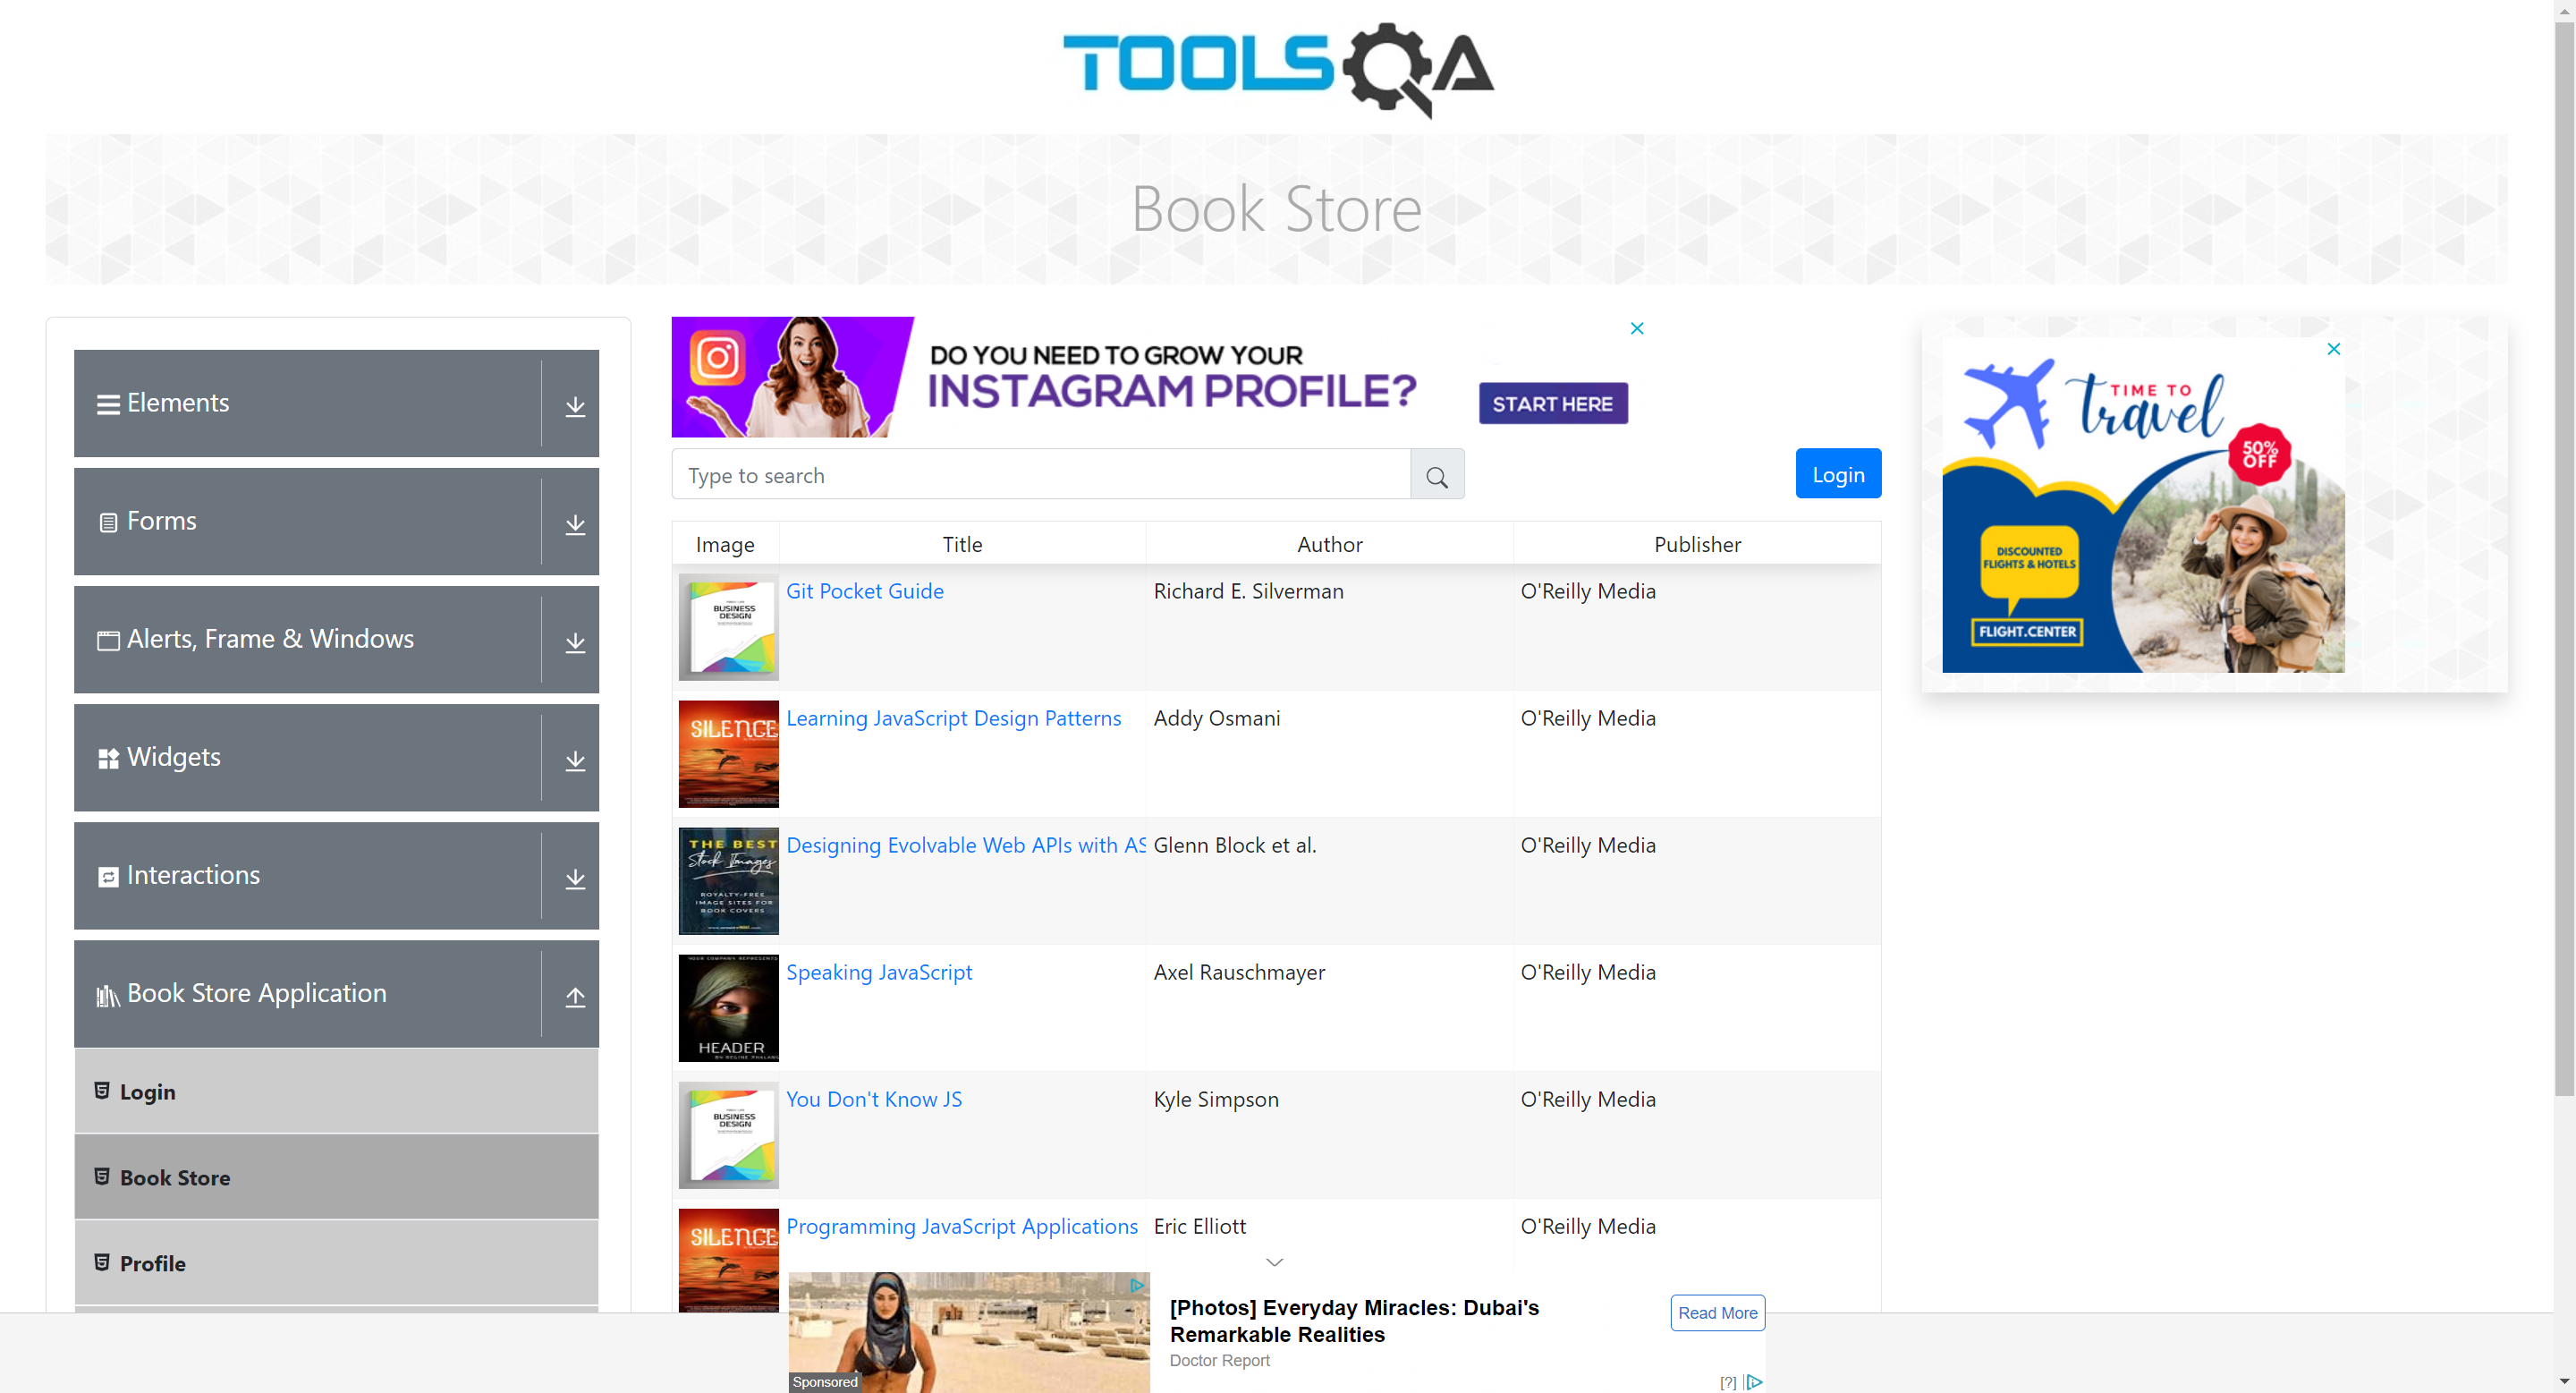 TOOLSQA
Book Store
Elements
Forms
Alerts, Frame & Windows
Widgets
Interactions
Book Store Application
Login
Book Store
Profile
DO YOU NEED TO GROW YOUR
INSTAGRAM PROFILE?
START HERE
Type to search
Login
Image Title Author Publisher
BUSINESS
DESIGN
Git Pocket Guide Richard E. Silverman O'Reilly Media
SILENCE
Learning JavaScript Design Patterns Addy Osmani O'Reilly Media
THE BEST
Stock Images
ROYALTY-FREE
IMAGE SITES FOR
BOOK COVERS
Designing Evolvable Web APIs with AS Glenn Block et al. O'Reilly Media
YOUR COMPANY REPRESENTS
HEADER
Speaking JavaScript Axel Rauschmayer O'Reilly Media
BUSINESS
DESIGN
You Don't Know JS Kyle Simpson O'Reilly Media
SILENCE
Programming JavaScript Applications Eric Elliott O'Reilly Media
TIME TO
travel
50%
OFF
DISCOUNTED
FLIGHTS & HOTELS
FLIGHT.CENTER
[Photos] Everyday Miracles: Dubai's
Remarkable Realities
Doctor Report
Read More
Sponsored
[?]